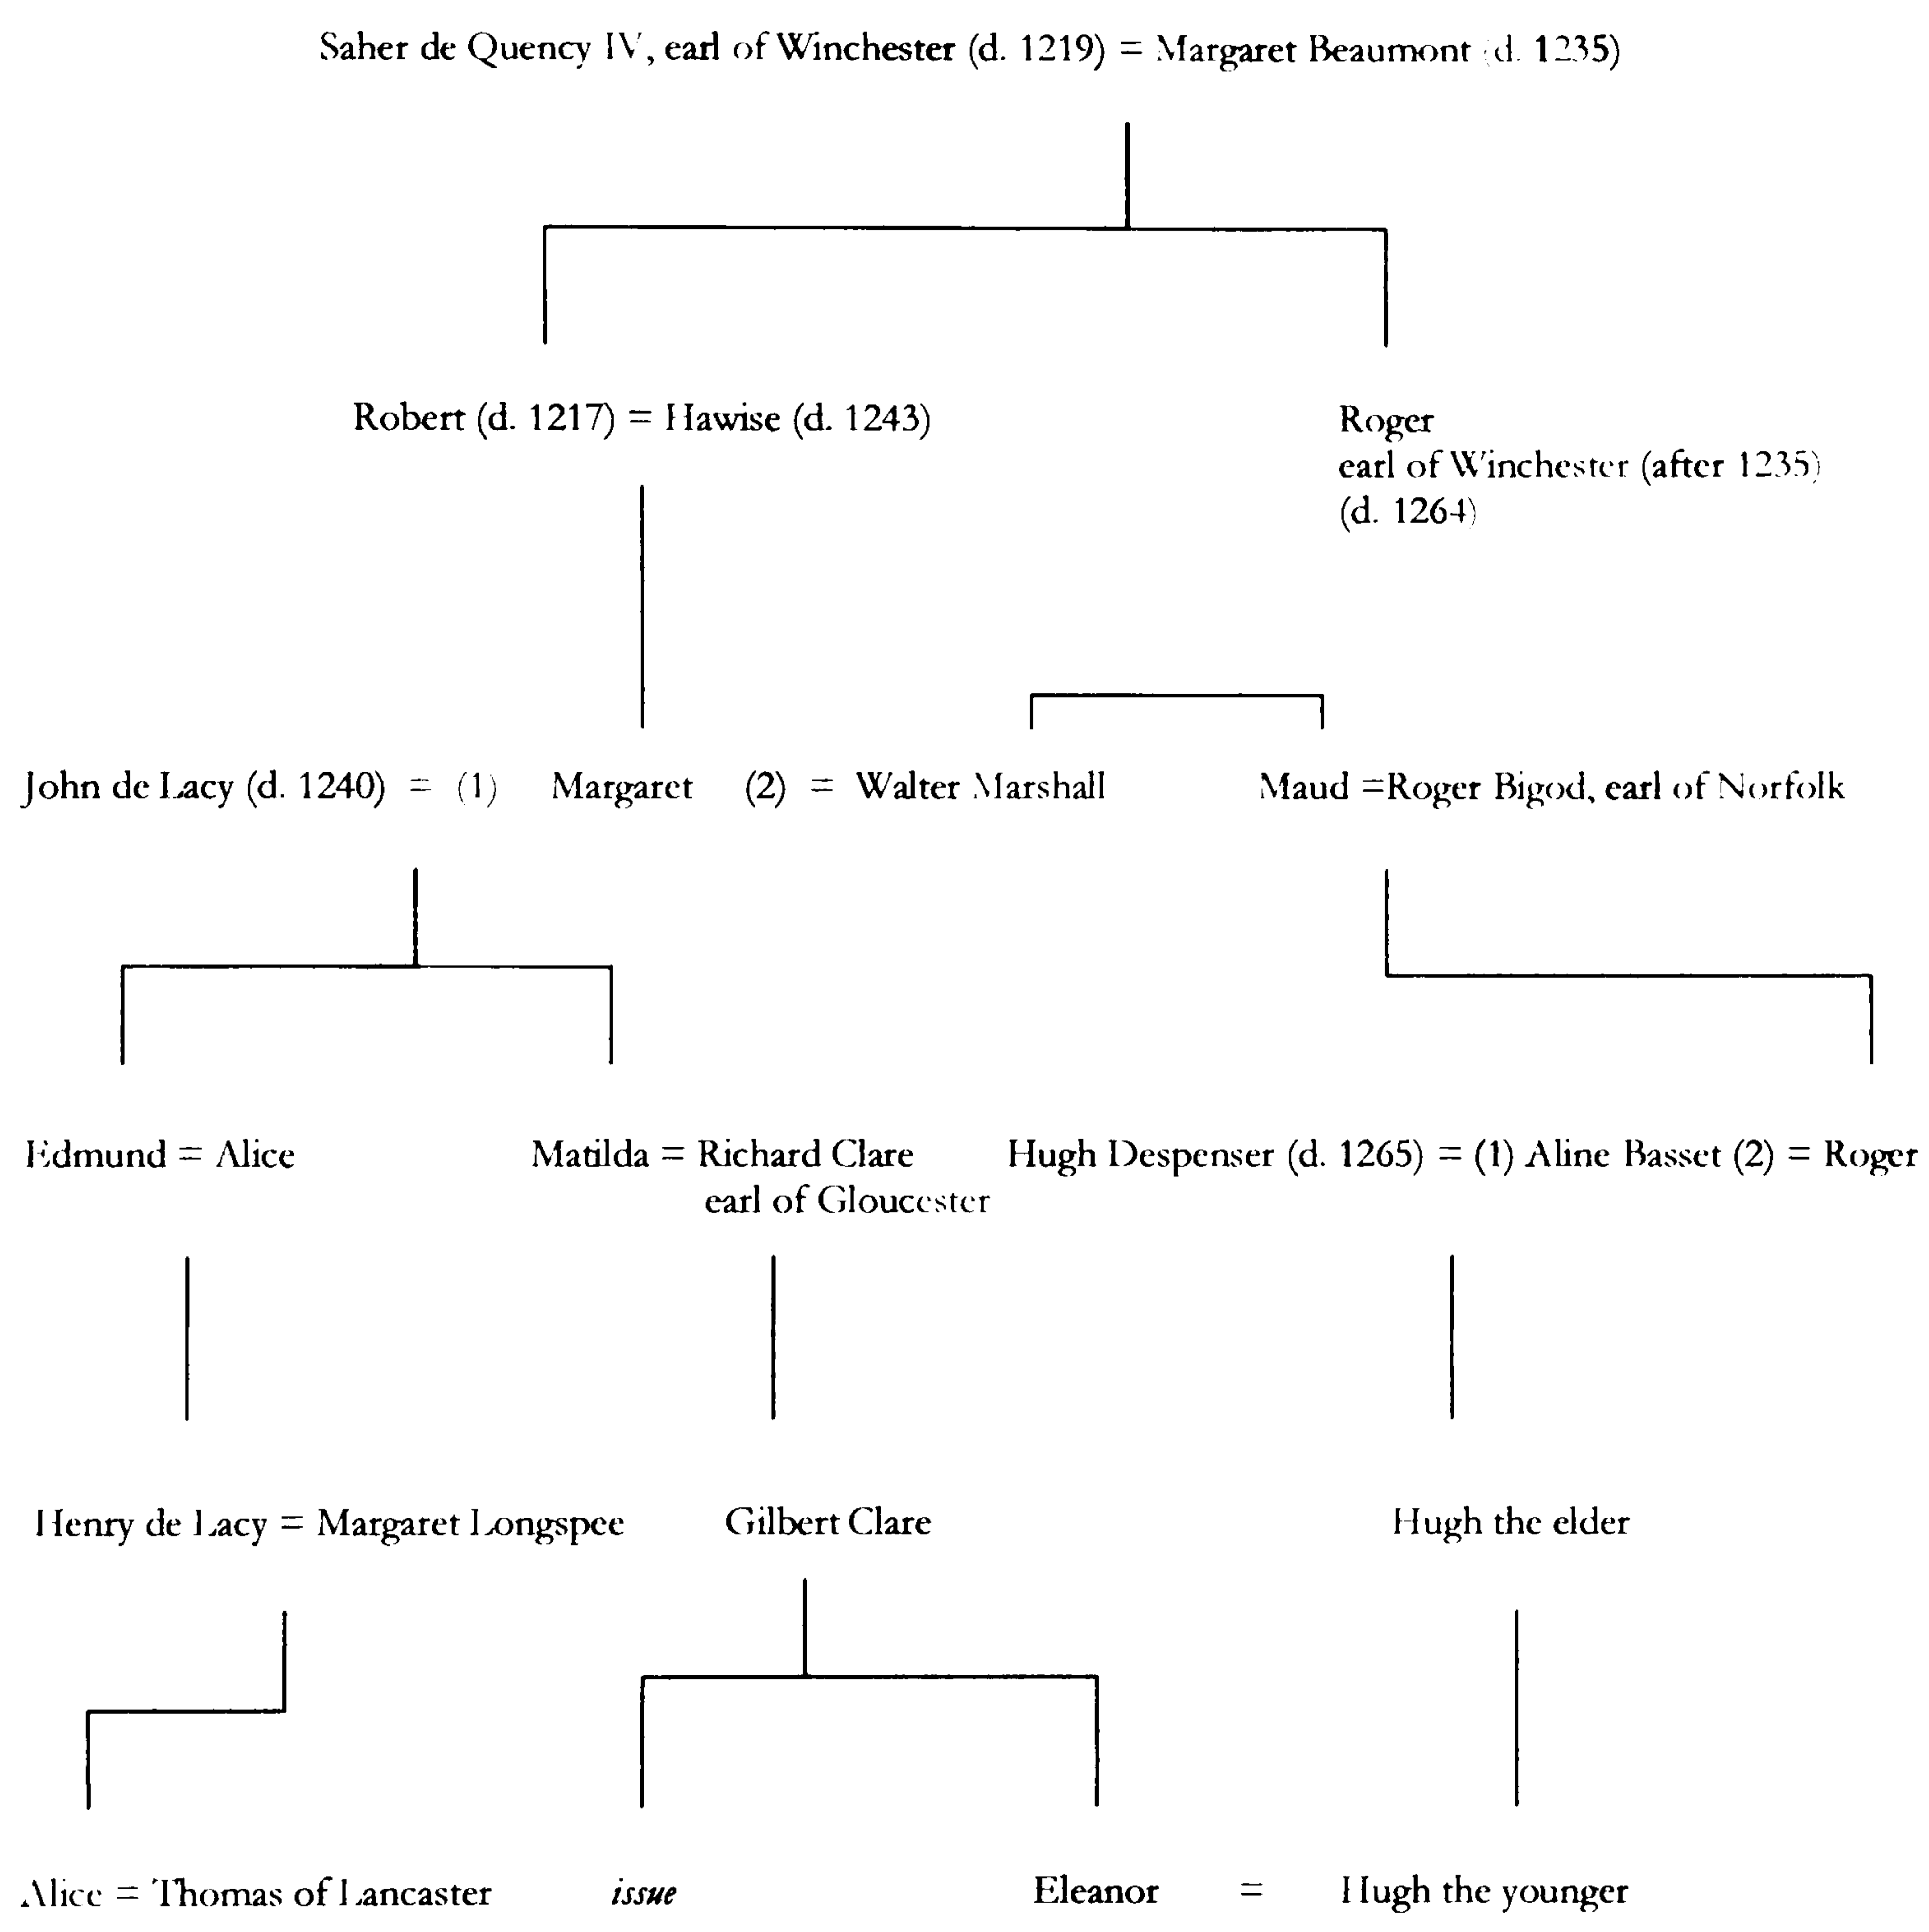 Saher de Quency IV, earl of Winchester (d. 1219) = Margaret Beaumont (d. 1235)
Robert (d. 1217) = Hawise (d. 1243)
Roger
earl of Winchester (after 1235)
(d. 1264)
John de Lacy (d. 1240) = (1) Margaret (2) = Walter Marshall
Maud =Roger Bigod, earl of Norfolk
Edmund = Alice
Matilda = Richard Clare
earl of Gloucester
Hugh Despenser (d. 1265) = (1) Aline Basset (2) = Roger
Henry de Lacy = Margaret Longspee
Gilbert Clare
Hugh the elder
Alice = Thomas of Lancaster
issue
Eleanor = Hugh the younger